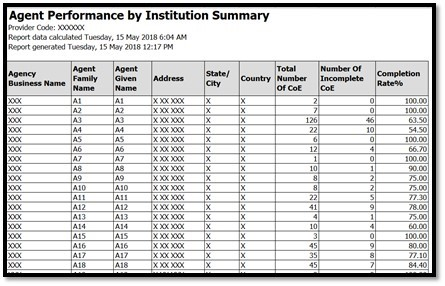 Agent Performance by Institution Summary
Provider Code: XXXXXX
Report data calculated Tuesday, 15 May 2018 6:04 AM
Report generated Tuesday, 15 May 2018 12:17 PM
Agency Business Name Agent Family Name Agent Given Name Address State/ City Country Total Number Of CoE Number Of Incomplete CoE Completion Rate%
XXX A1 A1 X XX XXX X X 2 0 100.00
XXX A2 A2 X XX XXX X X 7 0 100.00
XXX A3 A3 X XX XXX X X 126 46 63.50
XXX A4 A4 X XX XXX X X 22 10 54.50
XXX A5 A5 X XX XXX X X 6 0 100.00
XXX A6 A6 X XX XXX X X 12 4 66.70
XXX A7 A7 X XX XXX X X 1 0 100.00
XXX A8 A8 X XX XXX X X 10 1 90.00
XXX A9 A9 X XX XXX X X 8 2 75.00
XXX A10 A10 X XX XXX X X 8 2 75.00
XXX A11 A11 X XX XXX X X 22 5 77.30
XXX A12 A12 X XX XXX X X 41 9 78.00
XXX A13 A13 X XX XXX X X 4 1 75.00
XXX A14 A14 X XX XXX X X 10 4 60.00
XXX A15 A15 X XX XXX X X 3 0 100.00
XXX A16 A16 X XX XXX X X 45 9 80.00
XXX A17 A17 X XX XXX X X 35 8 77.10
XXX A18 A18 X XX XXX X X 45 7 84.40